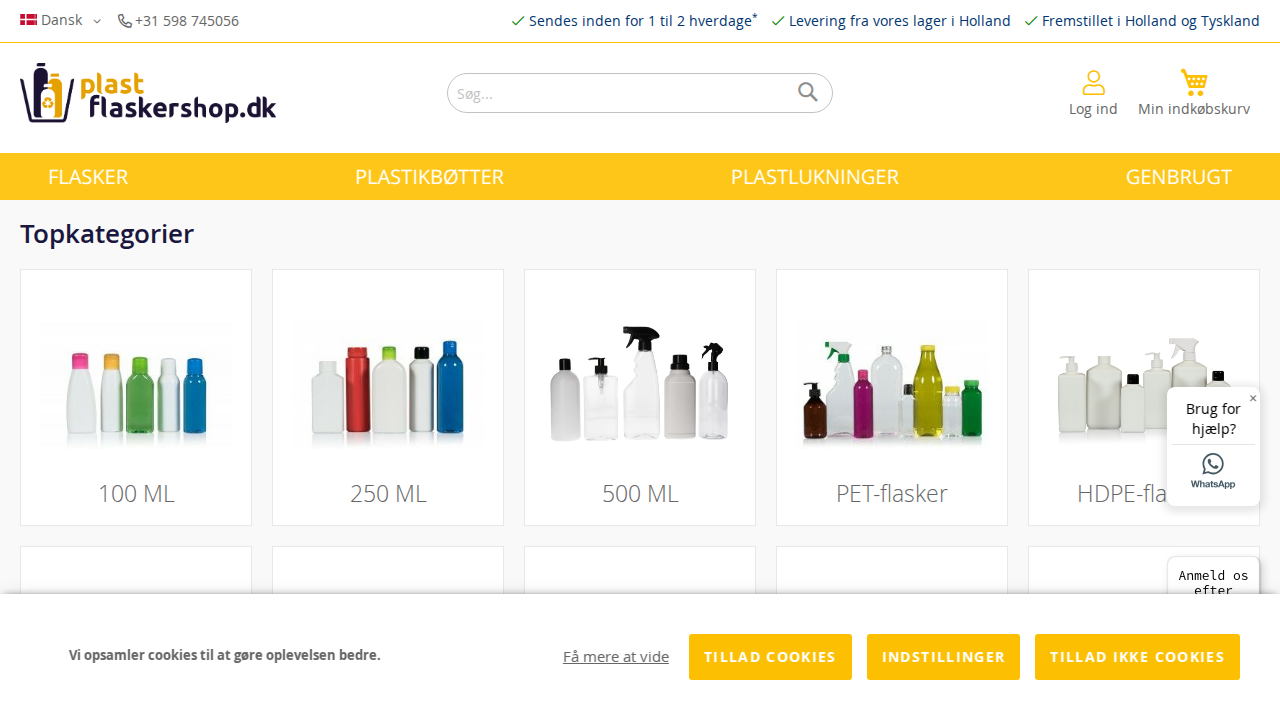 Dansk
+31 598 745056
Sendes inden for 1 til 2 hverdage*
Levering fra vores lager i Holland
Fremstillet i Holland og Tyskland
plast
flaskershop.dk
Søg...
Log ind
Min indkøbskurv
FLASKER
PLASTIKBØTTER
PLASTLUKNINGER
GENBRUGT
Topkategorier
100 ML
250 ML
500 ML
PET-flasker
HDPE-fla
×
Brug for
hjælp?
WhatsApp
Anmeld os
efter
Vi opsamler cookies til at gøre oplevelsen bedre.
Få mere at vide
TILLAD COOKIES
INDSTILLINGER
TILLAD IKKE COOKIES